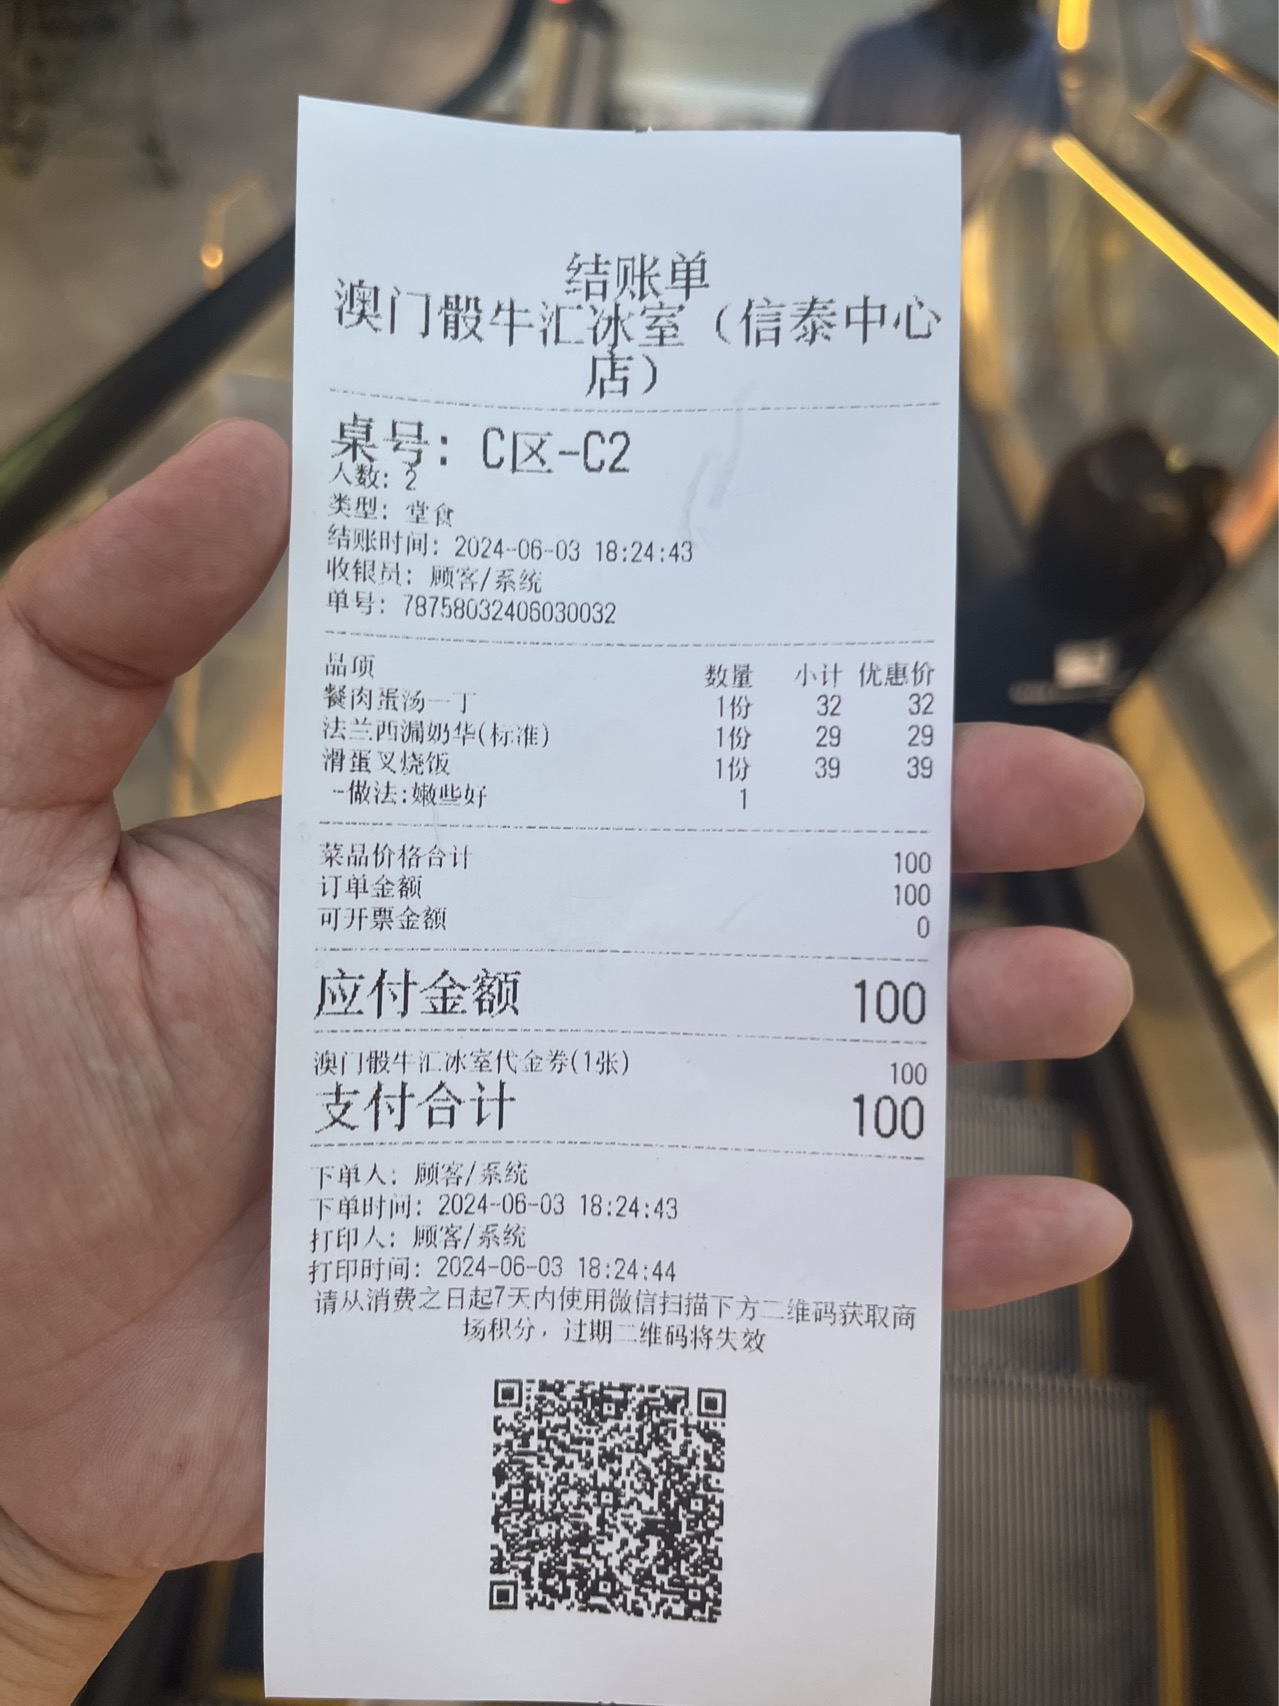 结账单
澳门骰牛汇冰室（信泰中心
店）
桌号: C区-C2
人数: 2
类型: 堂食
结账时间: 2024-06-03 18:24:43
收银员: 顾客/系统
单号: 78758032406030032
品项 数量 小计 优惠价
餐肉蛋汤一丁 1份 32 32
法兰西漏奶华(标准) 1份 29 29
滑蛋叉烧饭 1份 39 39
-做法:嫩些好 1
菜品价格合计 100
订单金额 100
可开票金额 0
应付金额 100
澳门骰牛汇冰室代金券(1张) 100
支付合计 100
下单人: 顾客/系统
下单时间: 2024-06-03 18:24:43
打印人: 顾客/系统
打印时间: 2024-06-03 18:24:44
请从消费之日起7天内使用微信扫描下方二维码获取商
场积分，过期二维码将失效